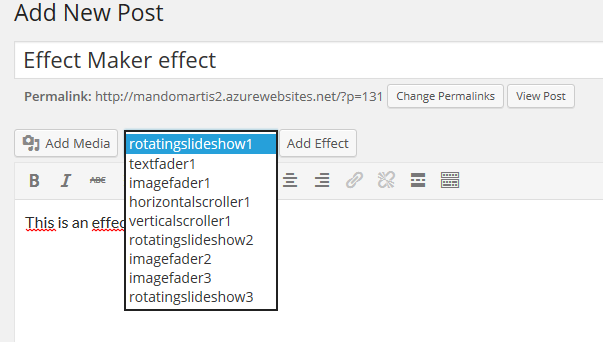 Add New Post
Effect Maker effect
Permalink: http://mandomartis2.azurewebsites.net/?p=131 Change Permalinks View Post
Add Media rotatingslideshow1 Add Effect
textfader1
B I ABC imagefader1
horizontalscroller1
This is an effec verticalscroller1
rotatingslideshow2
imagefader2
imagefader3
rotatingslideshow3